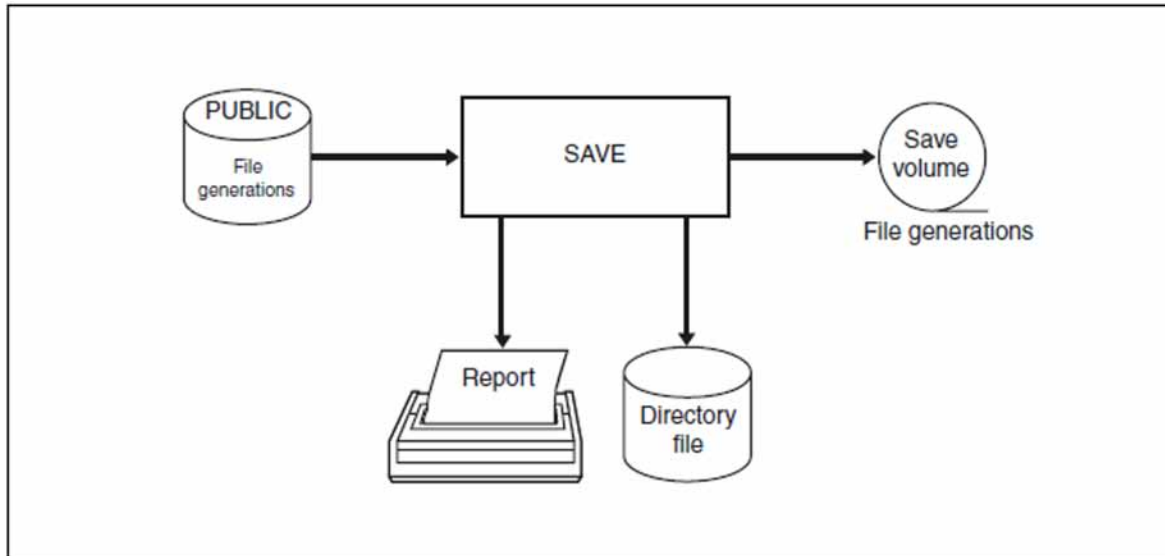 PUBLIC
File
generations
SAVE
Save
volume
File generations
Report
Directory
file